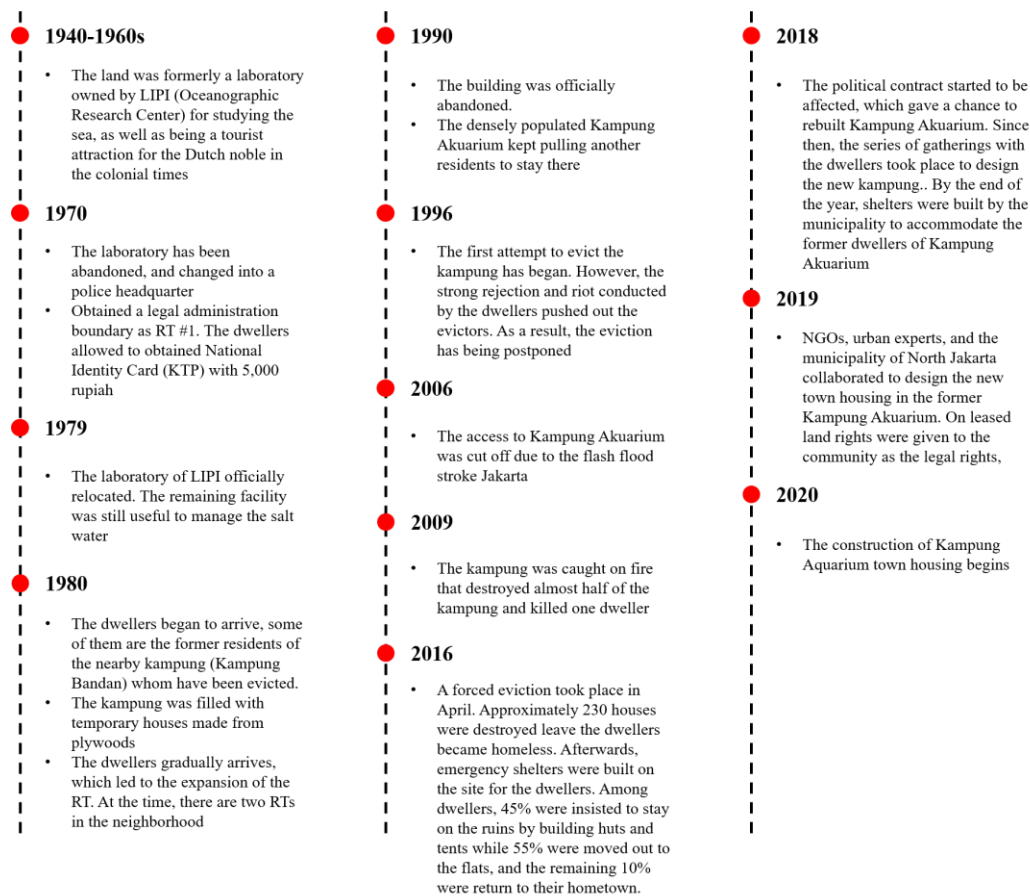 1940-1960s
• The land was formerly a laboratory
owned by LIPI (Oceanographic
Research Center) for studying the
sea, as well as being a tourist
attraction for the Dutch noble in
the colonial times
1970
• The laboratory has been
abandoned, and changed into a
police headquarter
• Obtained a legal administration
boundary as RT #1. The dwellers
allowed to obtained National
Identity Card (KTP) with 5,000
rupiah
1979
• The laboratory of LIPI officially
relocated. The remaining facility
was still useful to manage the salt
water
1980
• The dwellers began to arrive, some
of them are the former residents of
the nearby kampung (Kampung
Bandan) whom have been evicted.
• The kampung was filled with
temporary houses made from
plywoods
• The dwellers gradually arrives,
which led to the expansion of the
RT. At the time, there are two RTs
in the neighborhood
1990
• The building was officially
abandoned.
• The densely populated Kampung
Akuarium kept pulling another
residents to stay there
1996
• The first attempt to evict the
kampung has began. However, the
strong rejection and riot conducted
by the dwellers pushed out the
evictors. As a result, the eviction
has being postponed
2006
• The access to Kampung Akuarium
was cut off due to the flash flood
stroke Jakarta
2009
• The kampung was caught on fire
that destroyed almost half of the
kampung and killed one dweller
2016
• A forced eviction took place in
April. Approximately 230 houses
were destroyed leave the dwellers
became homeless. Afterwards,
emergency shelters were built on
the site for the dwellers. Among
dwellers, 45% were insisted to stay
on the ruins by building huts and
tents while 55% were moved out to
the flats, and the remaining 10%
were return to their hometown.
2018
• The political contract started to be
affected, which gave a chance to
rebuilt Kampung Akuarium. Since
then, the series of gatherings with
the dwellers took place to design
the new kampung.. By the end of
the year, shelters were built by the
municipality to accommodate the
former dwellers of Kampung
Akuarium
2019
• NGOs, urban experts, and the
municipality of North Jakarta
collaborated to design the new
town housing in the former
Kampung Akuarium. On leased
land rights were given to the
community as the legal rights,
2020
• The construction of Kampung
Aquarium town housing begins